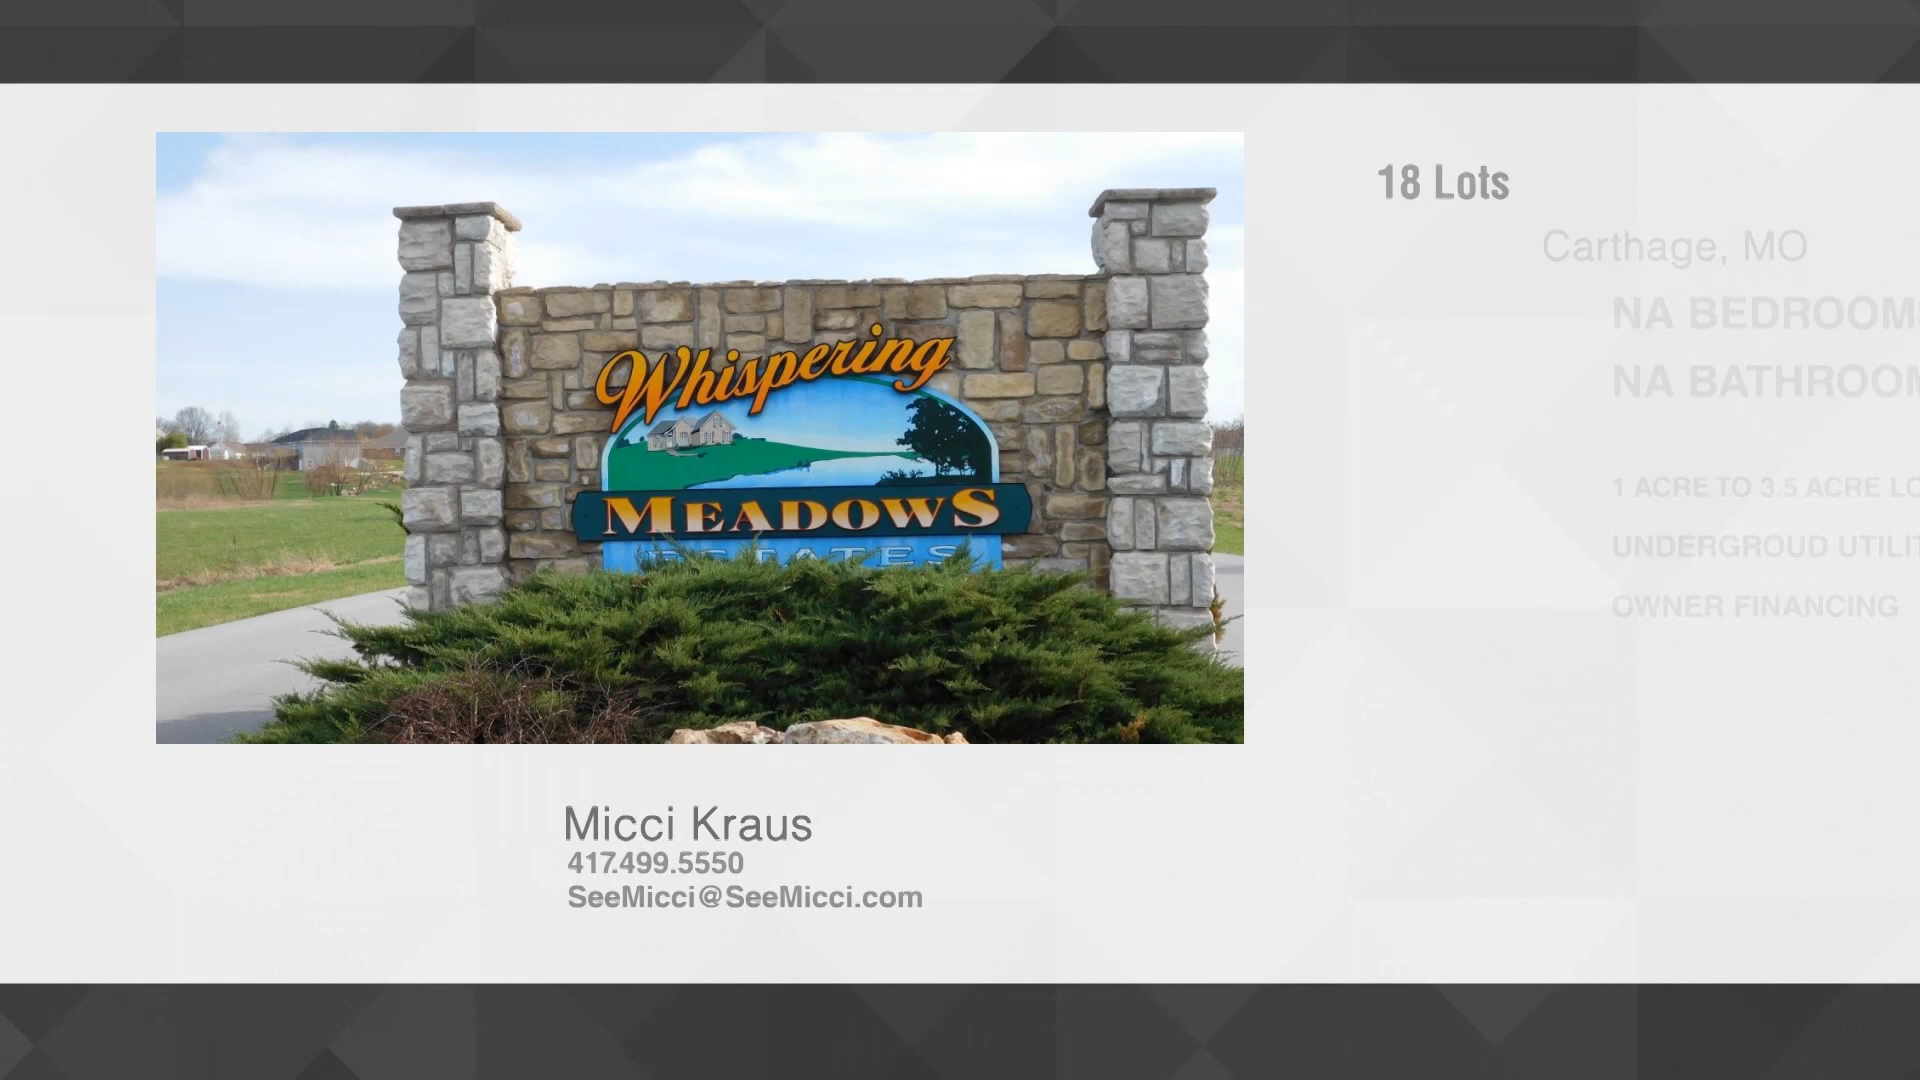 Whispering
MEADOWS
ESTATES
18 Lots
Carthage, MO
NA BEDROOM
NA BATHROOM
1 ACRE TO 3.5 ACRE LO
UNDERGROUD UTILIT
OWNER FINANCING
Micci Kraus
417.499.5550
SeeMicci@SeeMicci.com